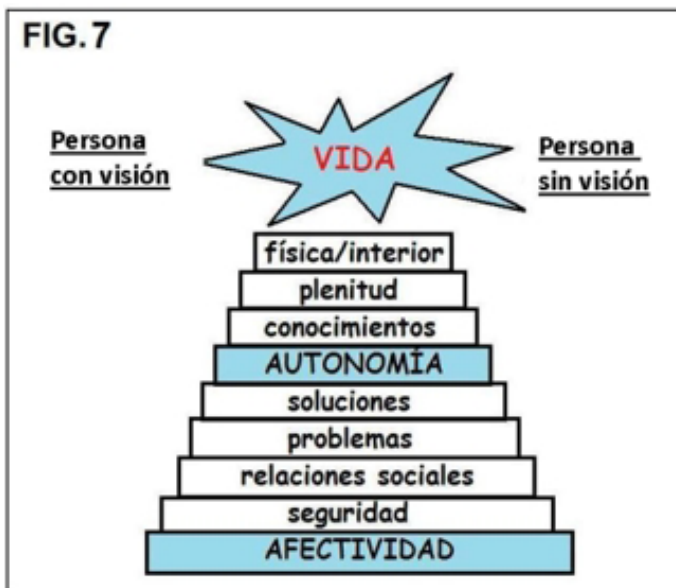 FIG. 7
Persona
con visión
VIDA
Persona
sin visión
física/interior
plenitud
conocimientos
AUTONOMÍA
soluciones
problemas
relaciones sociales
seguridad
AFECTIVIDAD